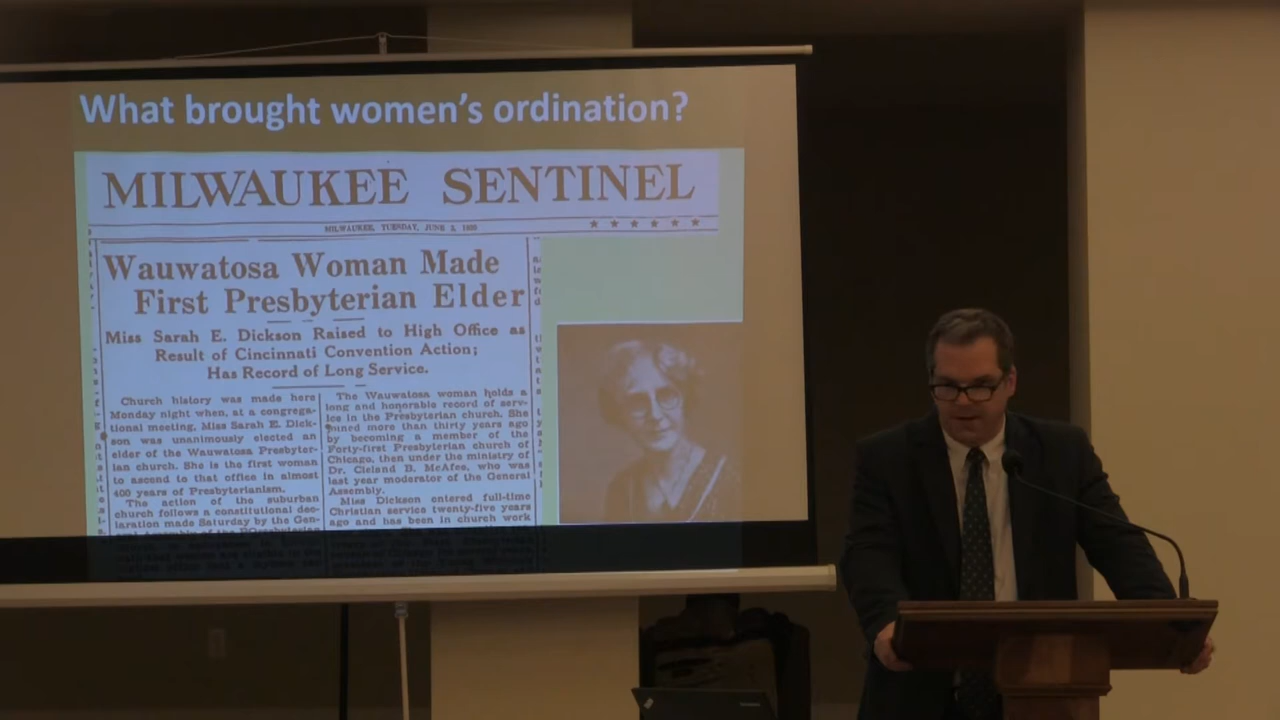 What brought women's ordination?
MILWAUKEE SENTINEL
MILWAUKEE, TUESDAY, JUNE 3, 1930
Wauwatosa Woman Made
First Presbyterian Elder
Miss Sarah E. Dickson Raised to High Office as
Result of Cincinnati Convention Action;
Has Record of Long Service.
Church history was made here
Monday night when, at a congrega-
tional meeting, Miss Sarah E. Dick-
son was unanimously elected an
elder of the Wauwatosa Presbyter-
ian church. She is the first woman
to ascend to that office in almost
400 years of Presbyterianism.
The action of the suburban
church follows a constitutional dec-
laration made Saturday by the Gen-
The Wauwatosa woman holds a
long and honorable record of serv-
ice in the Presbyterian church. She
joined more than thirty years ago
by becoming a member of the
Forty-first Presbyterian church of
Chicago, then under the ministry of
Dr. Cleland B. McAfee, who was
last year moderator of the General
Assembly.
Miss Dickson entered full-time
Christian service twenty-five years
ago and has been in church work